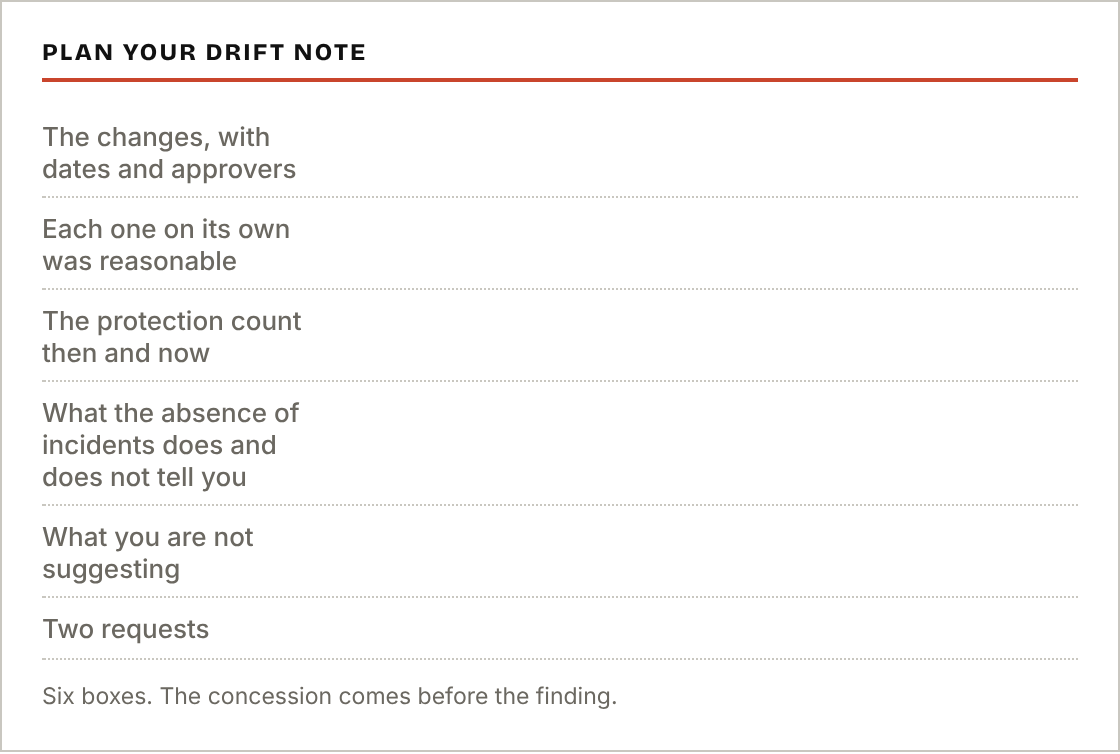 PLAN YOUR DRIFT NOTE
The changes, with
dates and approvers
Each one on its own
was reasonable
The protection count
then and now
What the absence of
incidents does and
does not tell you
What you are not
suggesting
Two requests
Six boxes. The concession comes before the finding.